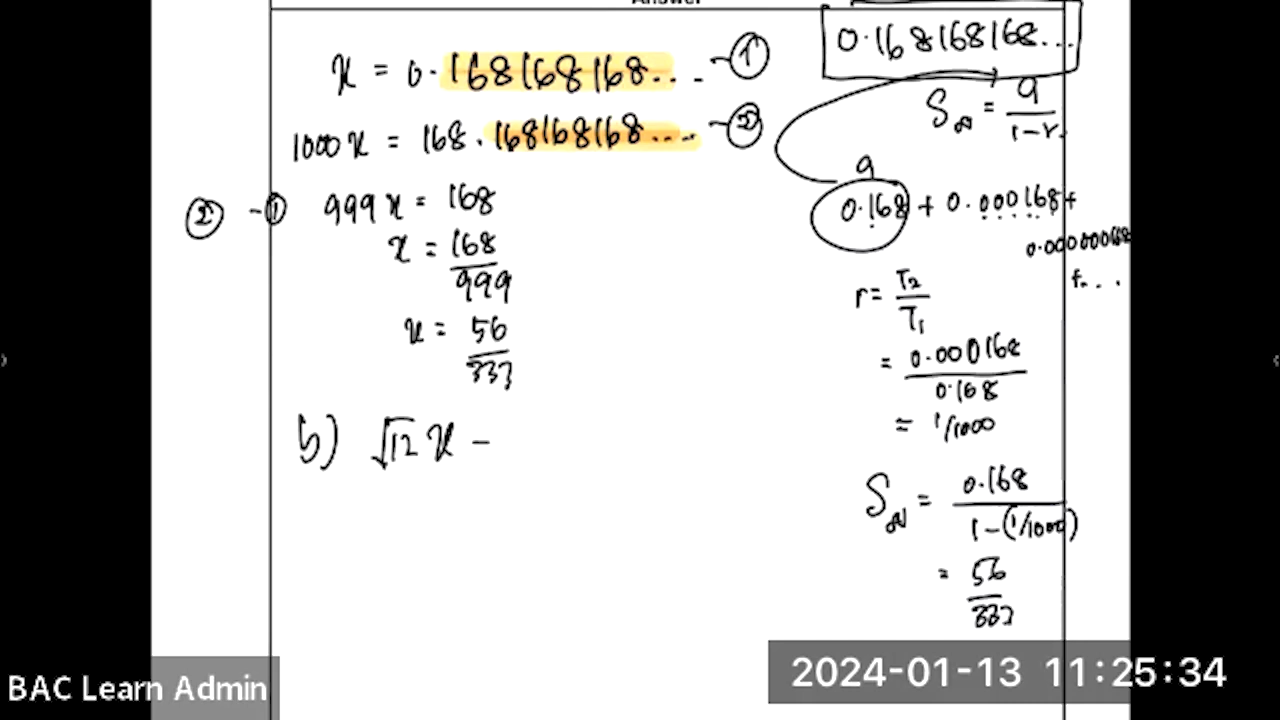 Answer
x = 0.168168168... -①
1000x = 168.168168168.... -②
② -① 999x = 168
x = 168/999
x = 56/333
b) √12 x -
0.168168168...
S∞ = a/1-r.
a
0.168 + 0.000168+
0.000000168
+...
r = T2/T1
= 0.000168/0.168
= 1/1000
S∞ = 0.168/1-(1/1000)
= 56/333
BAC Learn Admin
2024-01-13 11:25:34